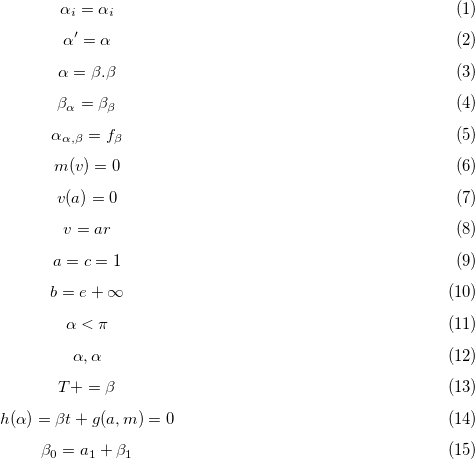 αᵢ = αᵢ (1)
α′ = α (2)
α = β.β (3)
β_α = β_β (4)
α_{α,β} = f_β (5)
m(v) = 0 (6)
v(a) = 0 (7)
v = ar (8)
a = c = 1 (9)
b = e + ∞ (10)
α < π (11)
α, α (12)
T+ = β (13)
h(α) = βt + g(a, m) = 0 (14)
β₀ = a₁ + β₁ (15)